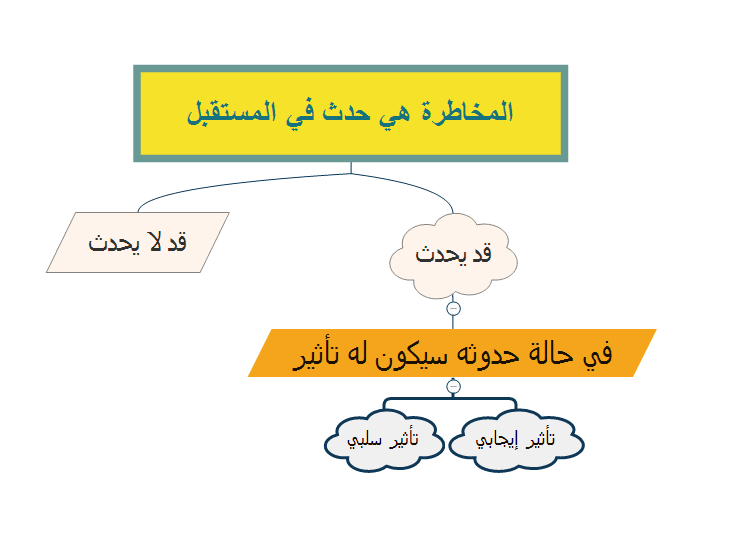 المخاطرة هي حدث في المستقبل
قد يحدث
قد لا يحدث
في حالة حدوثه سيكون له تأثير
تأثير إيجابي
تأثير سلبي